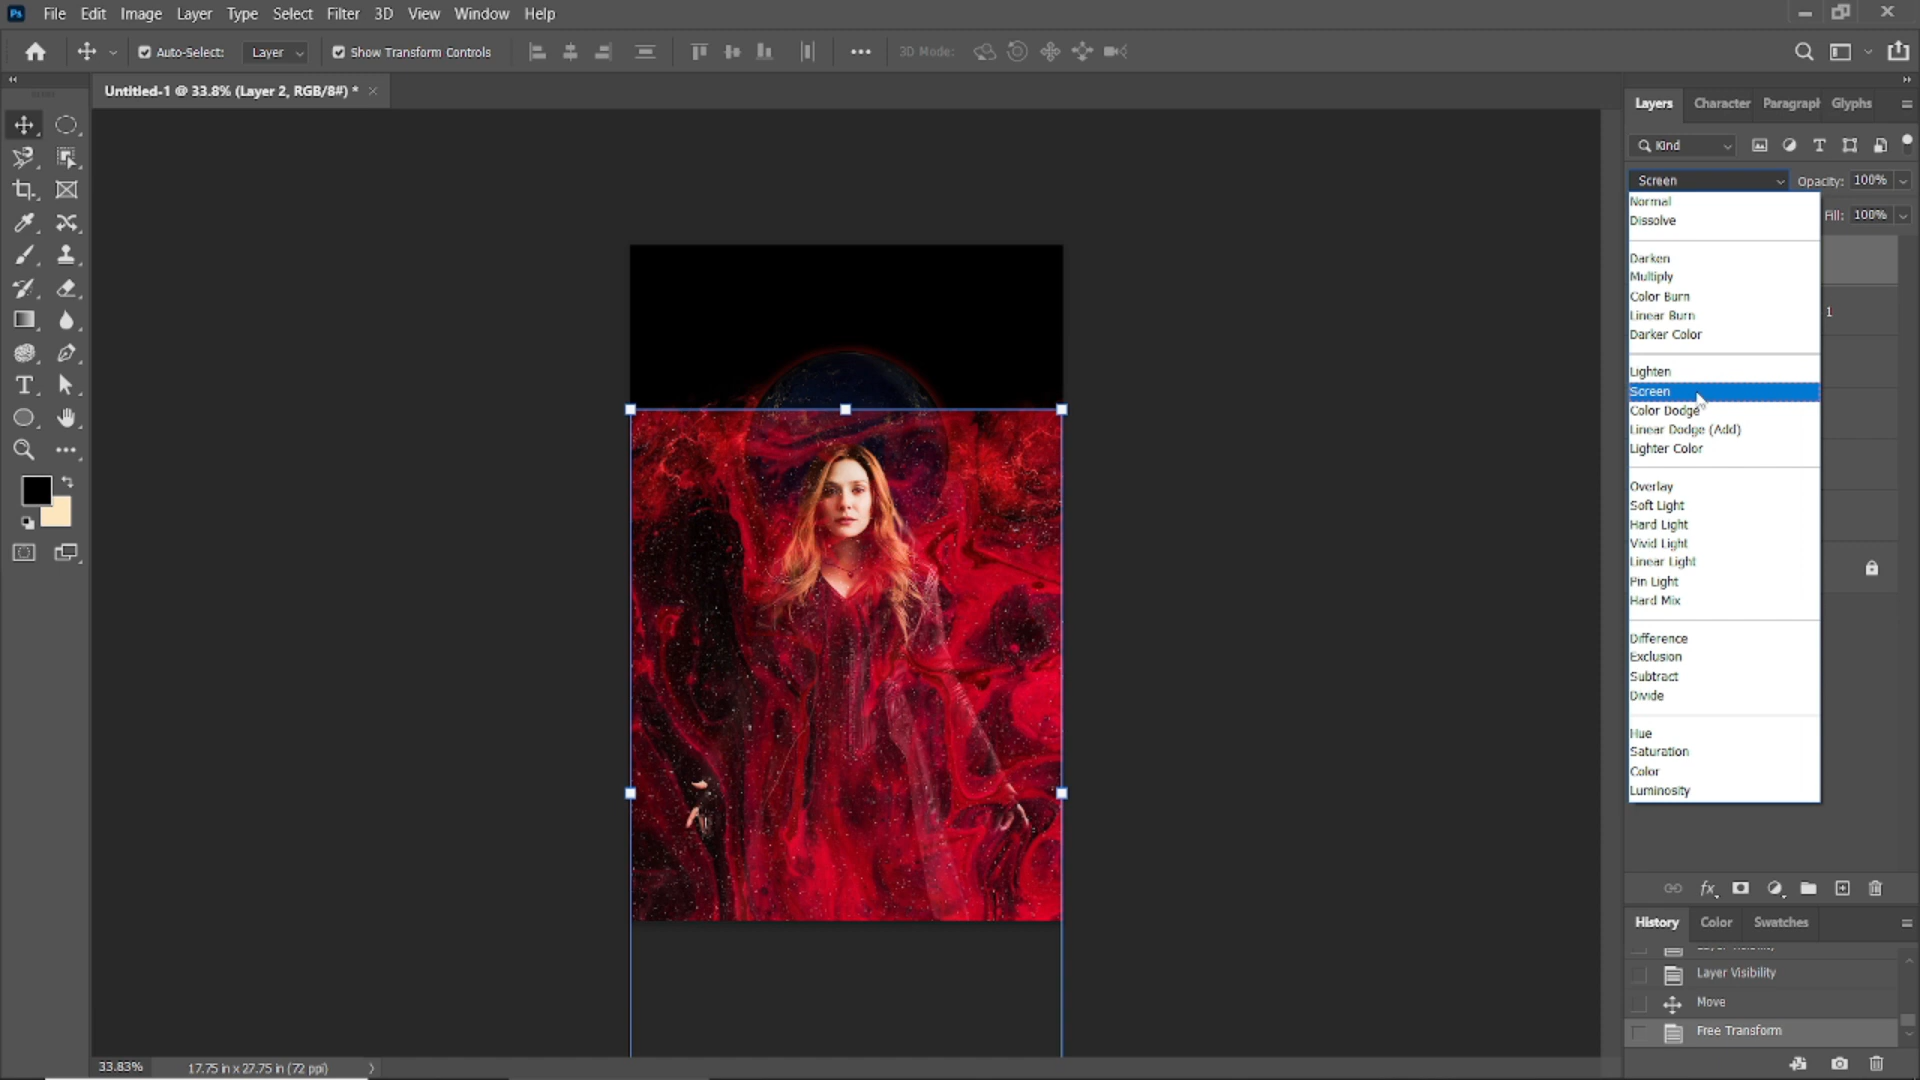 Ps File Edit Image Layer Type Select Filter 3D View Window Help
Auto-Select: Layer Show Transform Controls 3D Mode:
Untitled-1 @ 33.8% (Layer 2, RGB/8#) *
Layers Character Paragraph Glyphs
Kind
Screen Opacity: 100%
Normal
Fill: 100%
Dissolve
Darken
Multiply
Color Burn
1
Linear Burn
Darker Color
Lighten
Screen
Color Dodge
Linear Dodge (Add)
Lighter Color
Overlay
Soft Light
Hard Light
Vivid Light
Linear Light
Pin Light
Hard Mix
Difference
Exclusion
Subtract
Divide
Hue
Saturation
Color
Luminosity
fx
History Color Swatches
Layer Visibility
Layer Visibility
Move
Free Transform
33.83% 17.75 in x 27.75 in (72 ppi)